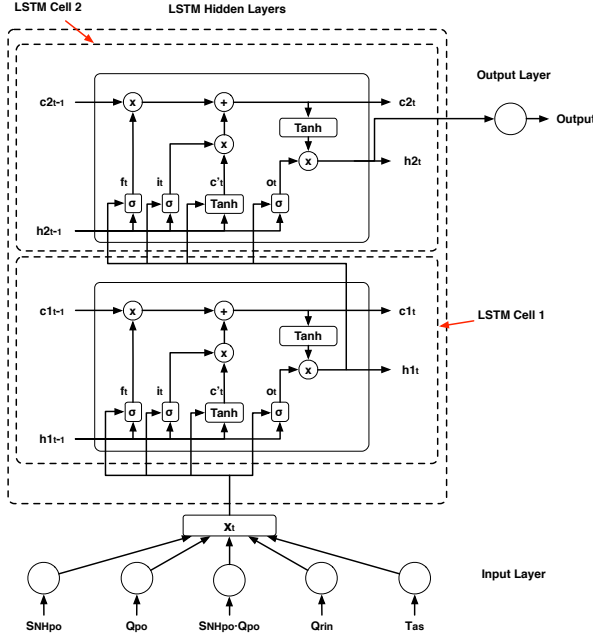 LSTM Cell 2
LSTM Hidden Layers
c2t-1
x
+
c2t
Output Layer
Tanh
Output
x
x
h2t
ft
it
c't
ot
σ
σ
Tanh
σ
h2t-1
c1t-1
x
+
c1t
LSTM Cell 1
Tanh
x
x
h1t
ft
it
c't
ot
σ
σ
Tanh
σ
h1t-1
xt
Input Layer
SNHpo
Qpo
SNHpo·Qpo
Qrin
Tas